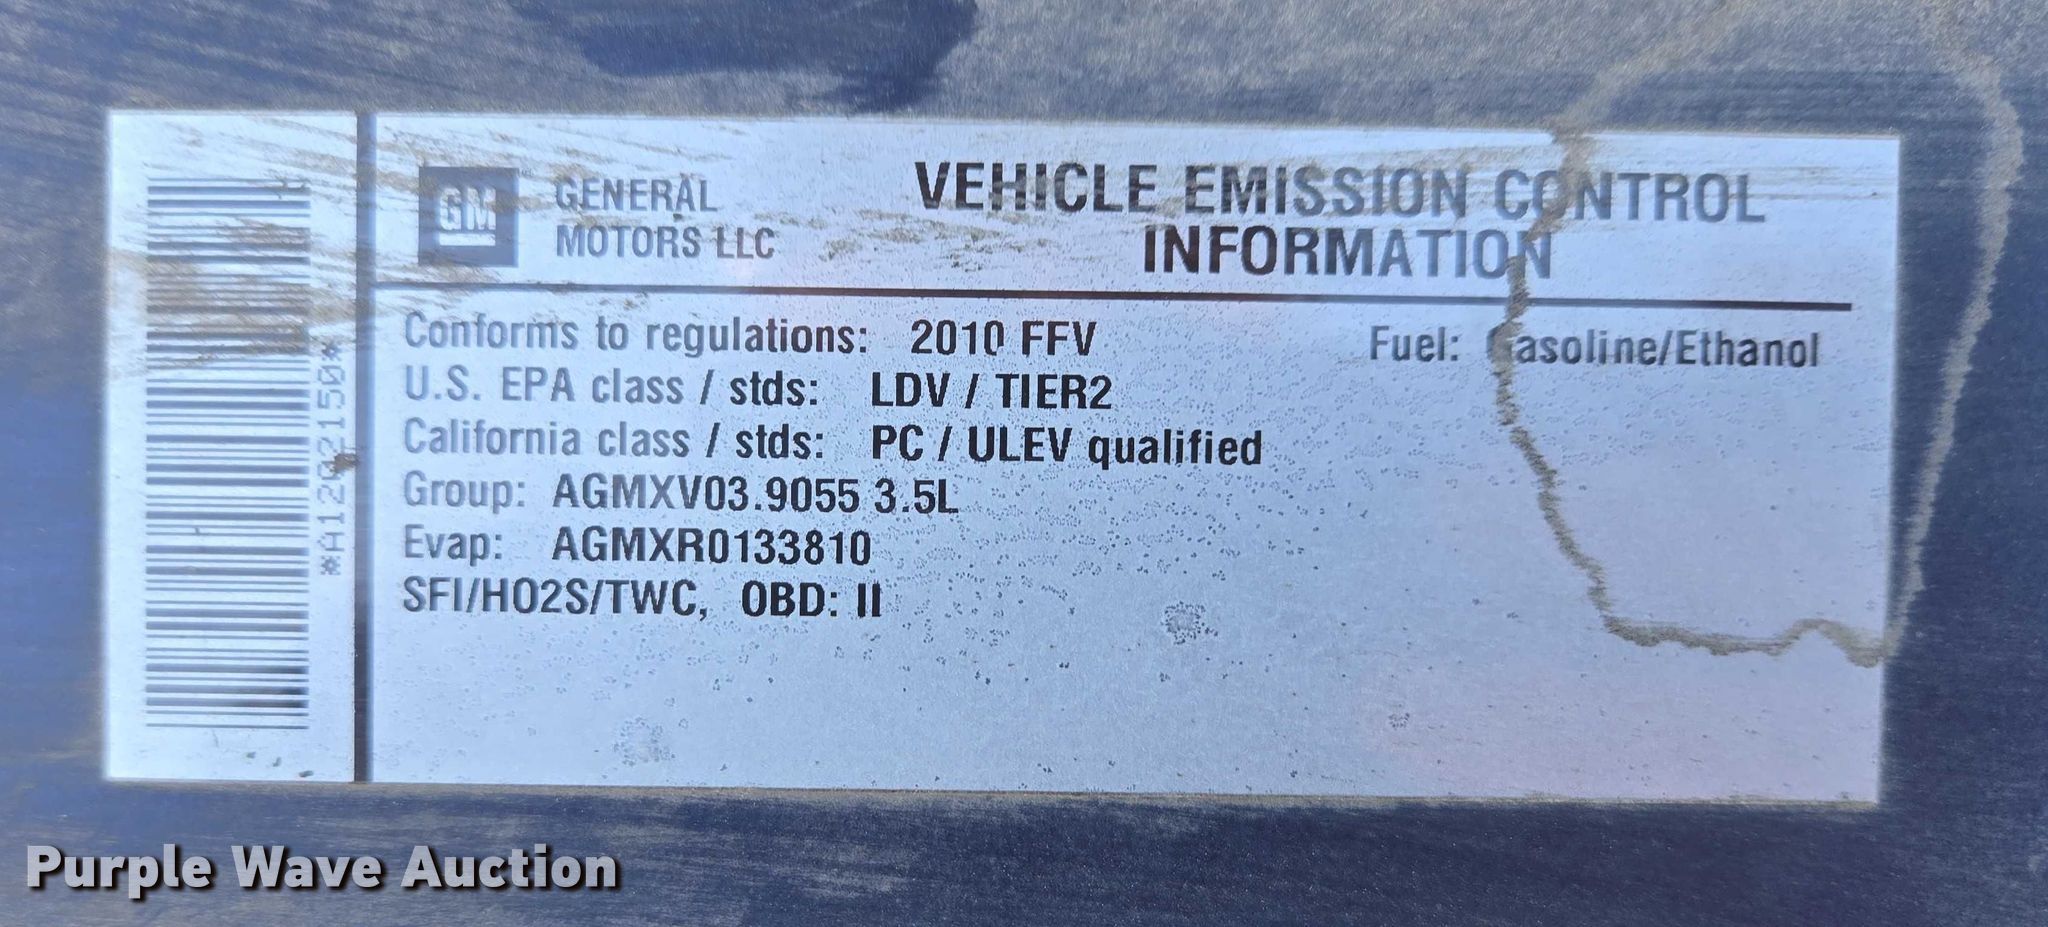 *A120202150*
GM GENERAL
MOTORS LLC
VEHICLE EMISSION CONTROL
INFORMATION
Conforms to regulations: 2010 FFV Fuel: Gasoline/Ethanol
U.S. EPA class / stds: LDV / TIER2
California class / stds: PC / ULEV qualified
Group: AGMXV03.9055 3.5L
Evap: AGMXR0133810
SFI/HO2S/TWC, OBD: II
Purple Wave Auction